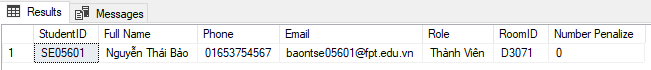 Results Messages
StudentID Full Name Phone Email Role RoomID Number Penalize
1 SE05601 Nguyễn Thái Bảo 01653754567 baontse05601@fpt.edu.vn Thành Viên D3071 0